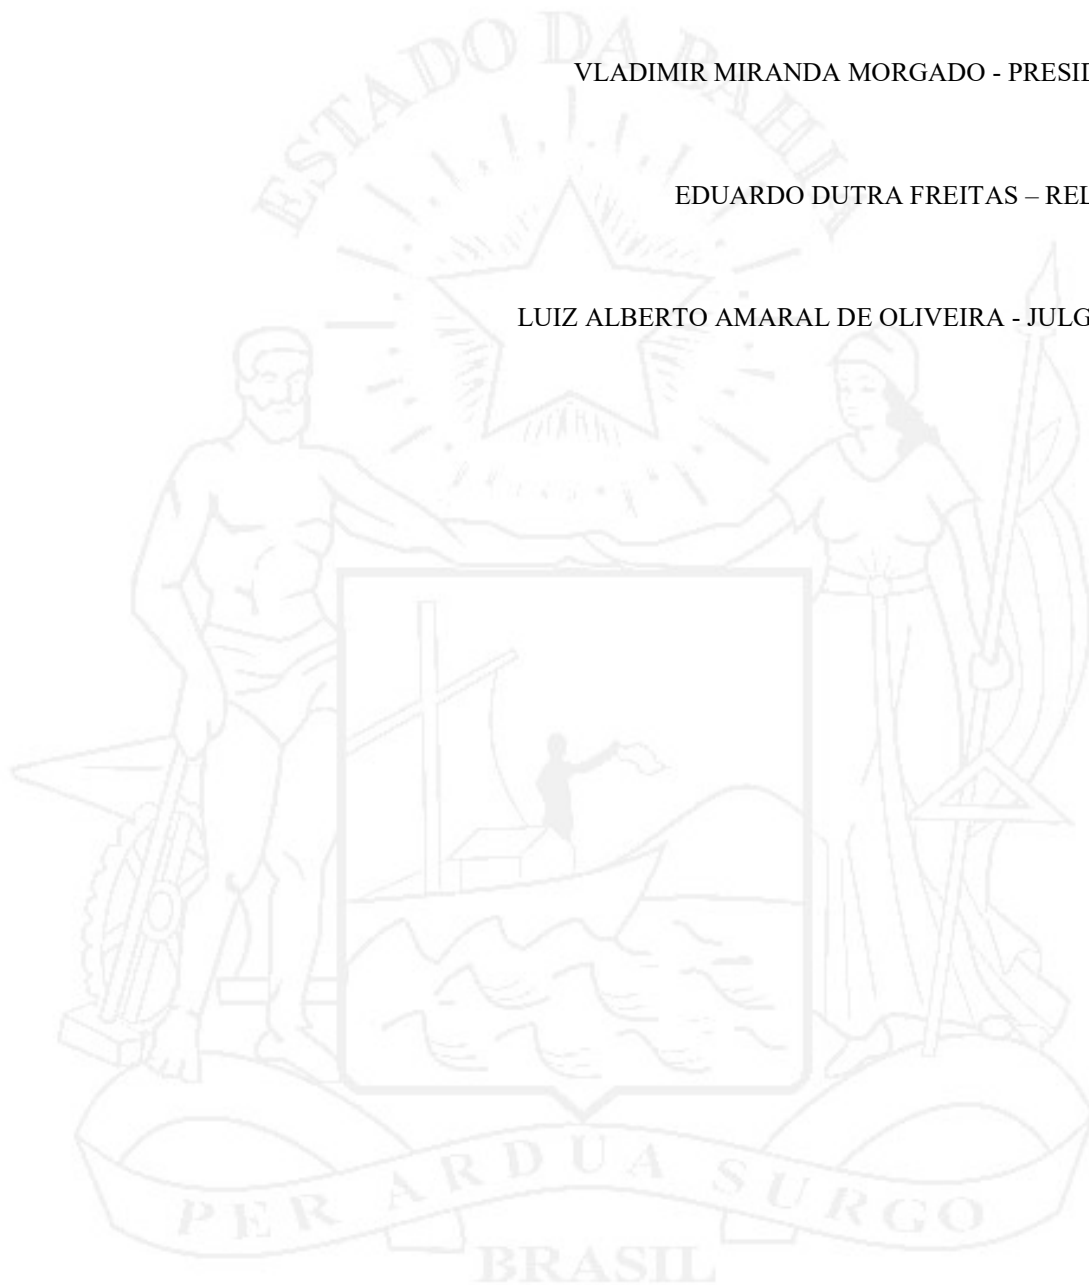 ESTADO DA BAHIA
VLADIMIR MIRANDA MORGADO - PRESID
EDUARDO DUTRA FREITAS – REL
LUIZ ALBERTO AMARAL DE OLIVEIRA - JULG
PER ARDUA SURGO
BRASIL